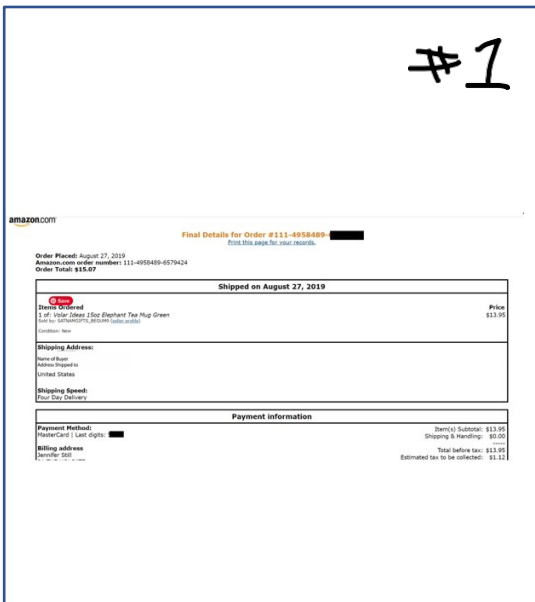 #1
amazon.com
Final Details for Order #111-4958489-
Print this page for your records.
Order Placed: August 27, 2019
Amazon.com order number: 111-4958489-6579424
Order Total: $15.07
Shipped on August 27, 2019
Save
Items Ordered Price
1 of: Volar Ideas 15oz Elephant Tea Mug Green $13.95
Sold by: (seller profile)
Condition: New
Shipping Address:
Name of Buyer
Address Shipped to
United States
Shipping Speed:
Four Day Delivery
Payment information
Payment Method: Item(s) Subtotal: $13.95
MasterCard | Last digits: Shipping & Handling: $0.00
-----
Billing address Total before tax: $13.95
Jennifer Still Estimated tax to be collected: $1.12